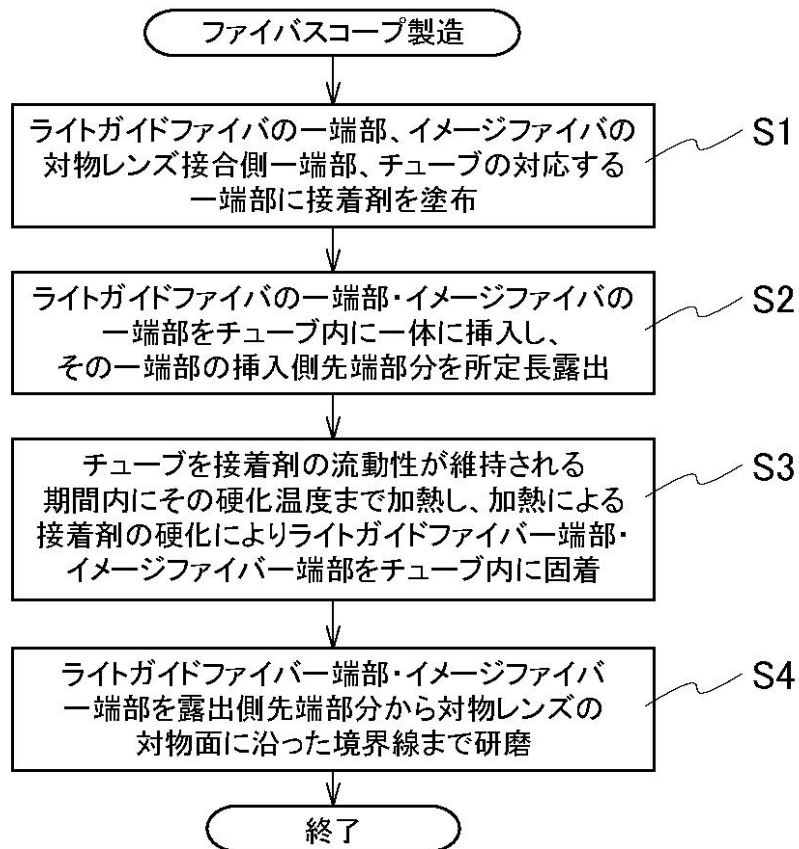 ファイバスコープ製造
ライトガイドファイバの一端部、イメージファイバの
対物レンズ接合側一端部、チューブの対応する
一端部に接着剤を塗布
S1
ライトガイドファイバの一端部・イメージファイバの
一端部をチューブ内に一体に挿入し、
その一端部の挿入側先端部分を所定長露出
S2
チューブを接着剤の流動性が維持される
期間内にその硬化温度まで加熱し、加熱による
接着剤の硬化によりライトガイドファイバー端部・
イメージファイバー端部をチューブ内に固着
S3
ライトガイドファイバー端部・イメージファイバ
一端部を露出側先端部分から対物レンズの
対物面に沿った境界線まで研磨
S4
終了